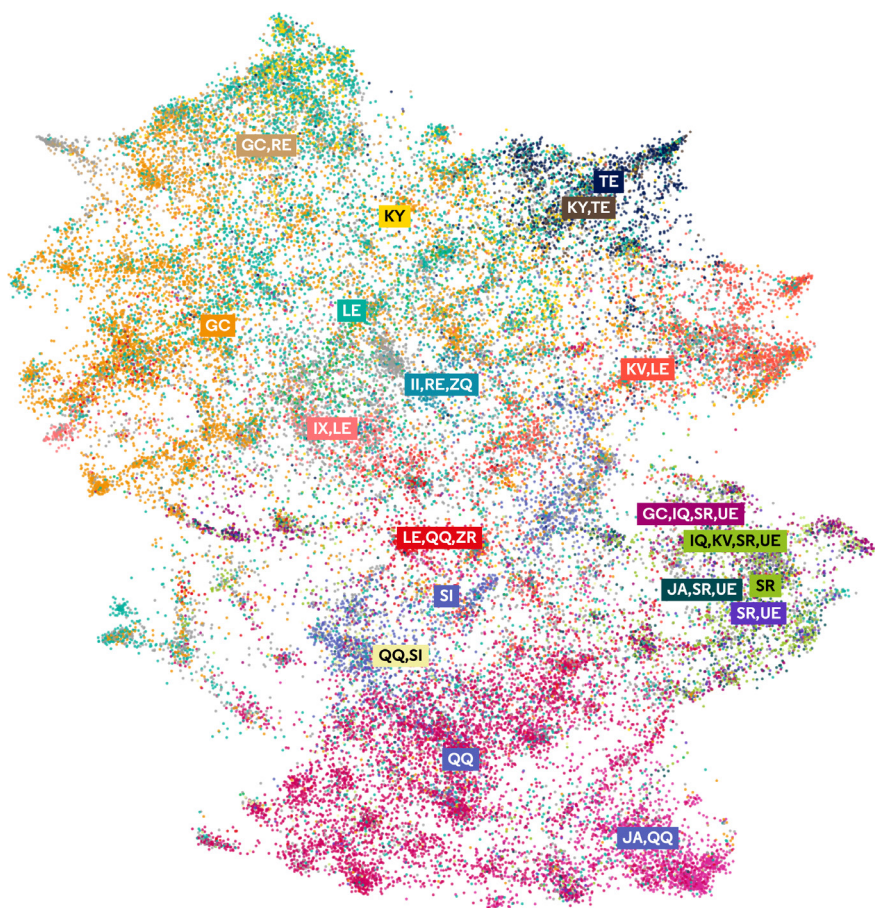 GC,RE
TE
KY,TE
KY
LE
GC
KV,LE
II,RE,ZQ
IX,LE
GC,IQ,SR,UE
LE,QQ,ZR
IQ,KV,SR,UE
JA,SR,UE
SR
SI
SR,UE
QQ,SI
QQ
JA,QQ